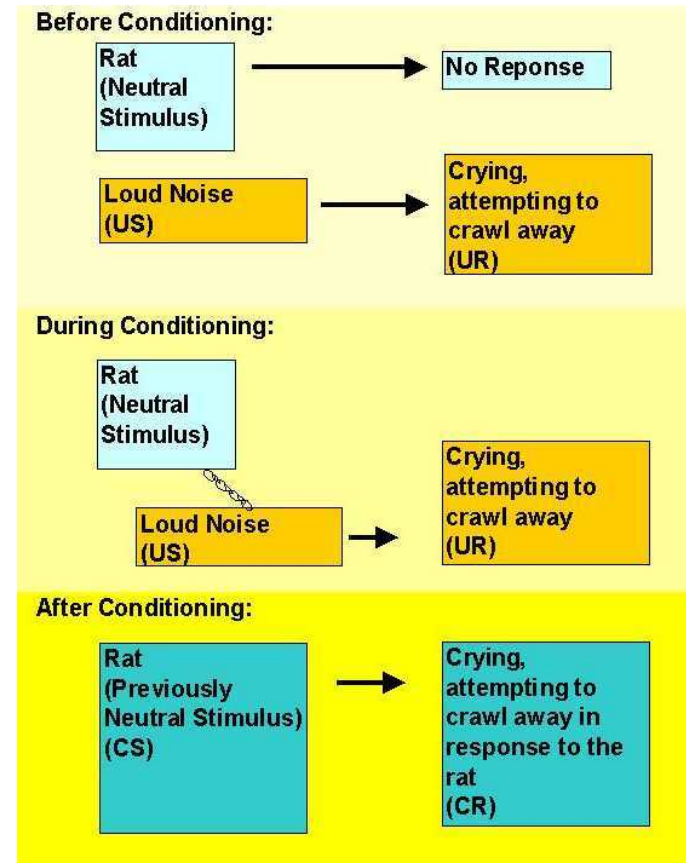 Before Conditioning:
Rat
(Neutral
Stimulus)
No Reponse
Loud Noise
(US)
Crying,
attempting to
crawl away
(UR)
During Conditioning:
Rat
(Neutral
Stimulus)
Loud Noise
(US)
Crying,
attempting to
crawl away
(UR)
After Conditioning:
Rat
(Previously
Neutral Stimulus)
(CS)
Crying,
attempting to
crawl away in
response to the
rat
(CR)